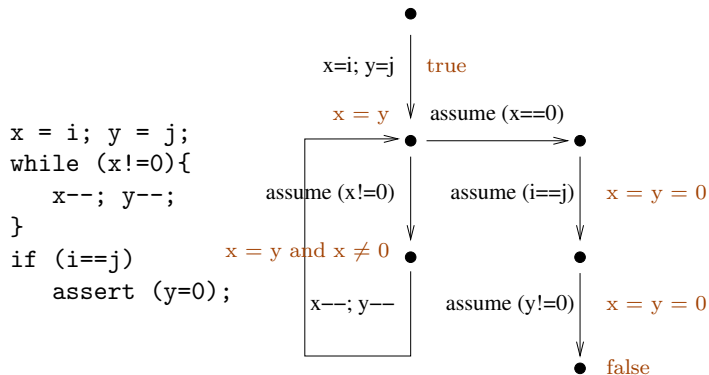 x = i; y = j;
while (x!=0){
x--; y--;
}
if (i==j)
assert (y=0);
x=i; y=j
true
x = y
assume (x==0)
assume (x!=0)
assume (i==j)
x = y = 0
x = y and x ≠ 0
x−−; y−−
assume (y!=0)
x = y = 0
false